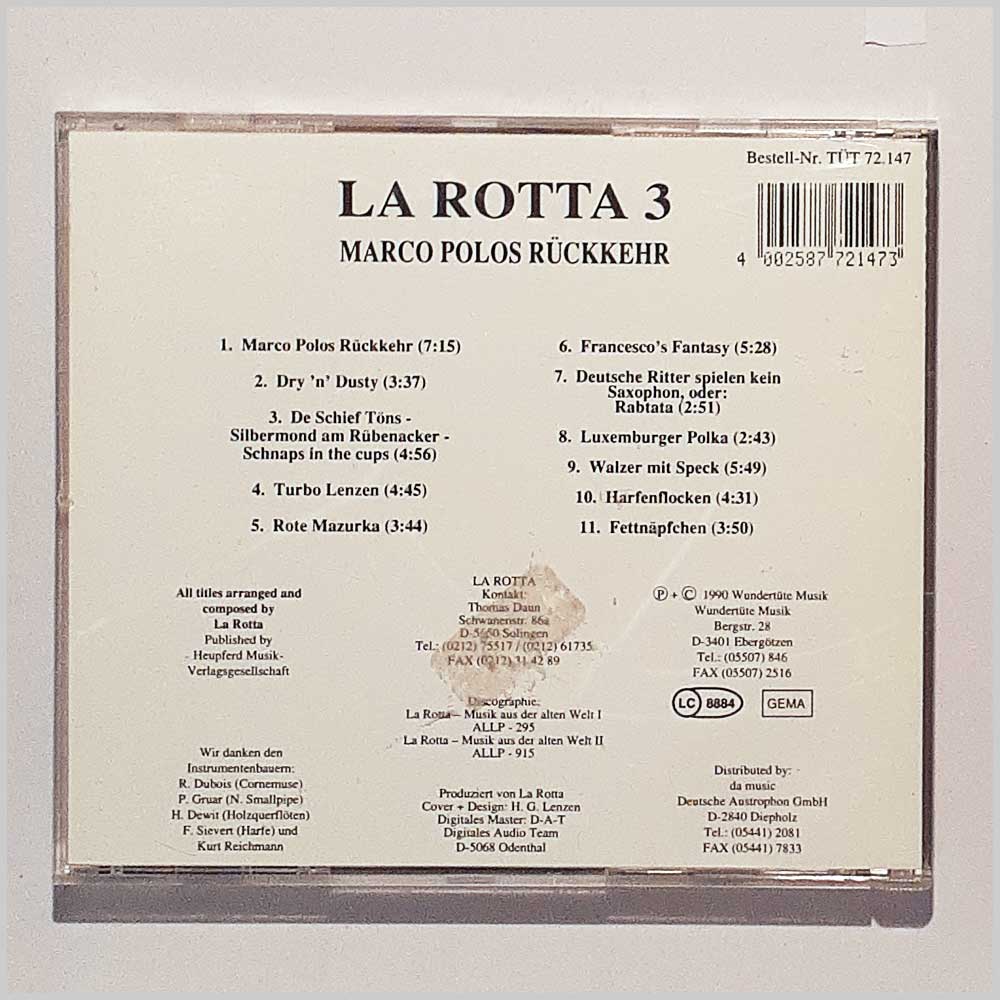 Bestell-Nr. TÜT 72.147
LA ROTTA 3
MARCO POLOS RÜCKKEHR
4 002587 721473
1. Marco Polos Rückkehr (7:15)
2. Dry 'n' Dusty (3:37)
3. De Schief Töns -
Silbermond am Rübenacker -
Schnaps in the cups (4:56)
4. Turbo Lenzen (4:45)
5. Rote Mazurka (3:44)
6. Francesco's Fantasy (5:28)
7. Deutsche Ritter spielen kein
Saxophon, oder:
Rabtata (2:51)
8. Luxemburger Polka (2:43)
9. Walzer mit Speck (5:49)
10. Harfenflocken (4:31)
11. Fettnäpfchen (3:50)
All titles arranged and
composed by
La Rotta
Published by
Heupferd Musik-
Verlagsgesellschaft
Wir danken den
Instrumentenbauern:
R. Dubois (Cornemuse)
P. Gruar (N. Smallpipe)
H. Dewit (Holzquerflöten)
F. Sievert (Harfe) und
Kurt Reichmann
LA ROTTA
Kontakt:
Thomas Daun
Schwanenstr. 86a
D-5650 Solingen
Tel.: (0212) 75517 / (0212) 61735
FAX (0212) 31 42 89
Discographie:
La Rotta – Musik aus der alten Welt I
ALLP - 295
La Rotta – Musik aus der alten Welt II
ALLP - 915
Produziert von La Rotta
Cover + Design: H. G. Lenzen
Digitales Master: D-A-T
Digitales Audio Team
D-5068 Odenthal
Ⓟ + © 1990 Wundertüte Musik
Wundertüte Musik
Bergstr. 28
D-3401 Ebergötzen
Tel.: (05507) 846
FAX (05507) 2516
LC 8884 GEMA
Distributed by:
da music
Deutsche Austrophon GmbH
D-2840 Diepholz
Tel.: (05441) 2081
FAX (05441) 7833